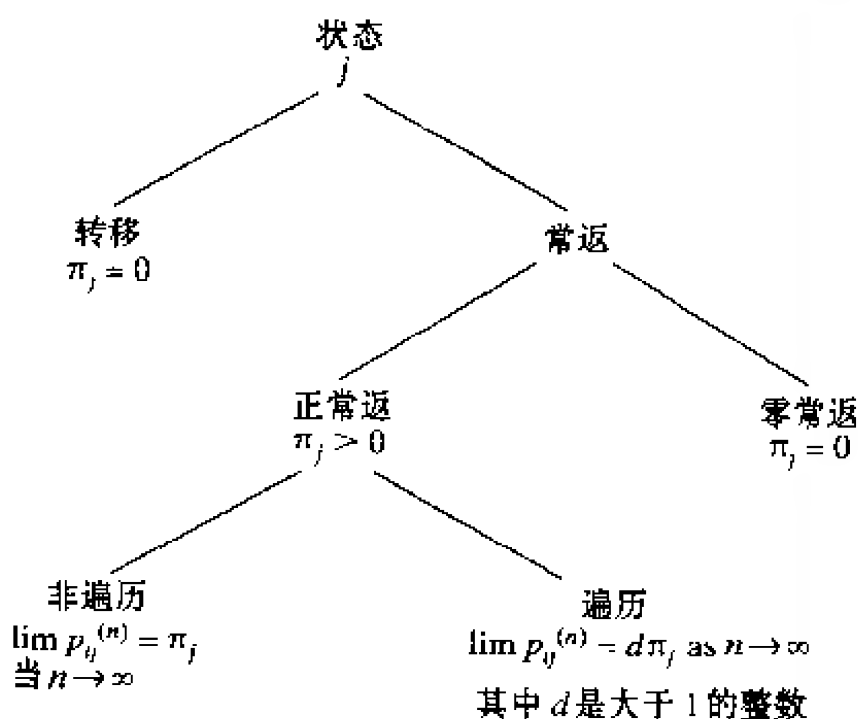 状态
j
转移
π_j = 0
常返
正常返
π_j > 0
零常返
π_j = 0
非遍历
lim p_ij^(n) = π_j
当 n → ∞
遍历
lim p_ij^(n) = dπ_j as n → ∞
其中 d 是大于 1 的整数